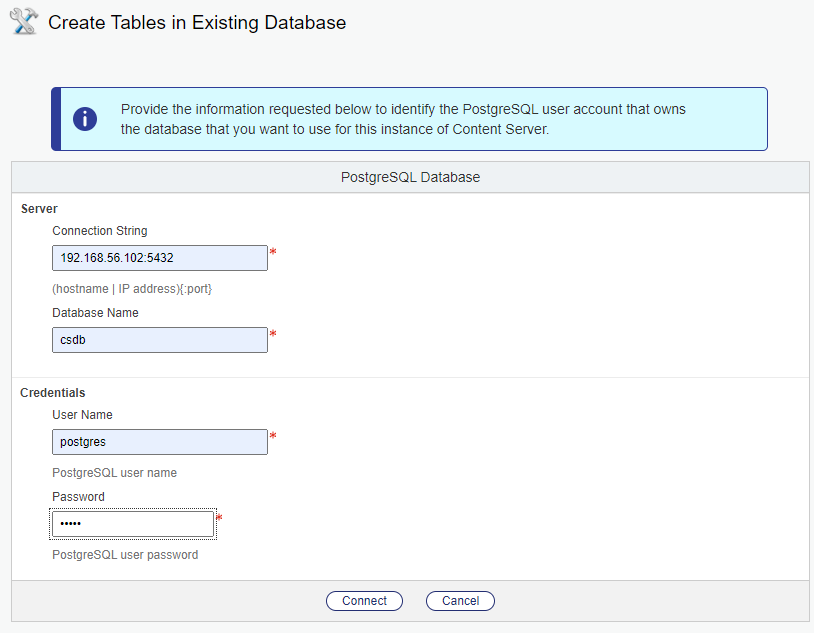 Create Tables in Existing Database
Provide the information requested below to identify the PostgreSQL user account that owns
the database that you want to use for this instance of Content Server.
PostgreSQL Database
Server
Connection String
192.168.56.102:5432 *
(hostname | IP address){:port}
Database Name
csdb *
Credentials
User Name
postgres *
PostgreSQL user name
Password
••••• *
PostgreSQL user password
Connect Cancel